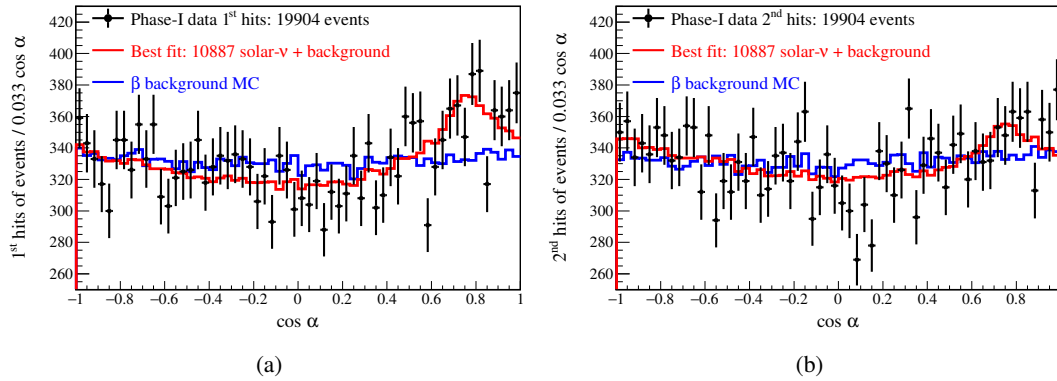 Phase-I data 1st hits: 19904 events
Best fit: 10887 solar-ν + background
β background MC
1st hits of events / 0.033 cos α
420
400
380
360
340
320
300
280
260
−1 −0.8 −0.6 −0.4 −0.2 0 0.2 0.4 0.6 0.8 1
cos α
(a)
Phase-I data 2nd hits: 19904 events
Best fit: 10887 solar-ν + background
β background MC
2nd hits of events / 0.033 cos α
420
400
380
360
340
320
300
280
260
−1 −0.8 −0.6 −0.4 −0.2 0 0.2 0.4 0.6 0.8
cos α
(b)